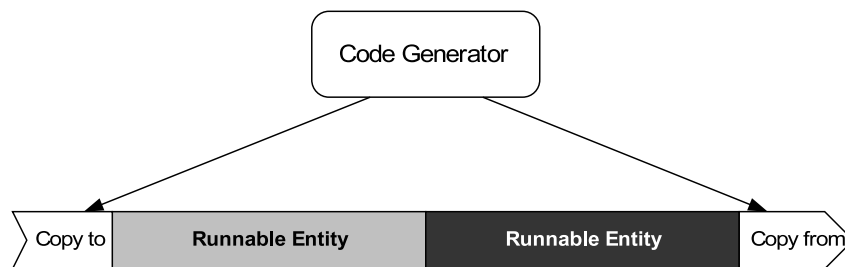 Code Generator
Copy to
Runnable Entity
Runnable Entity
Copy from